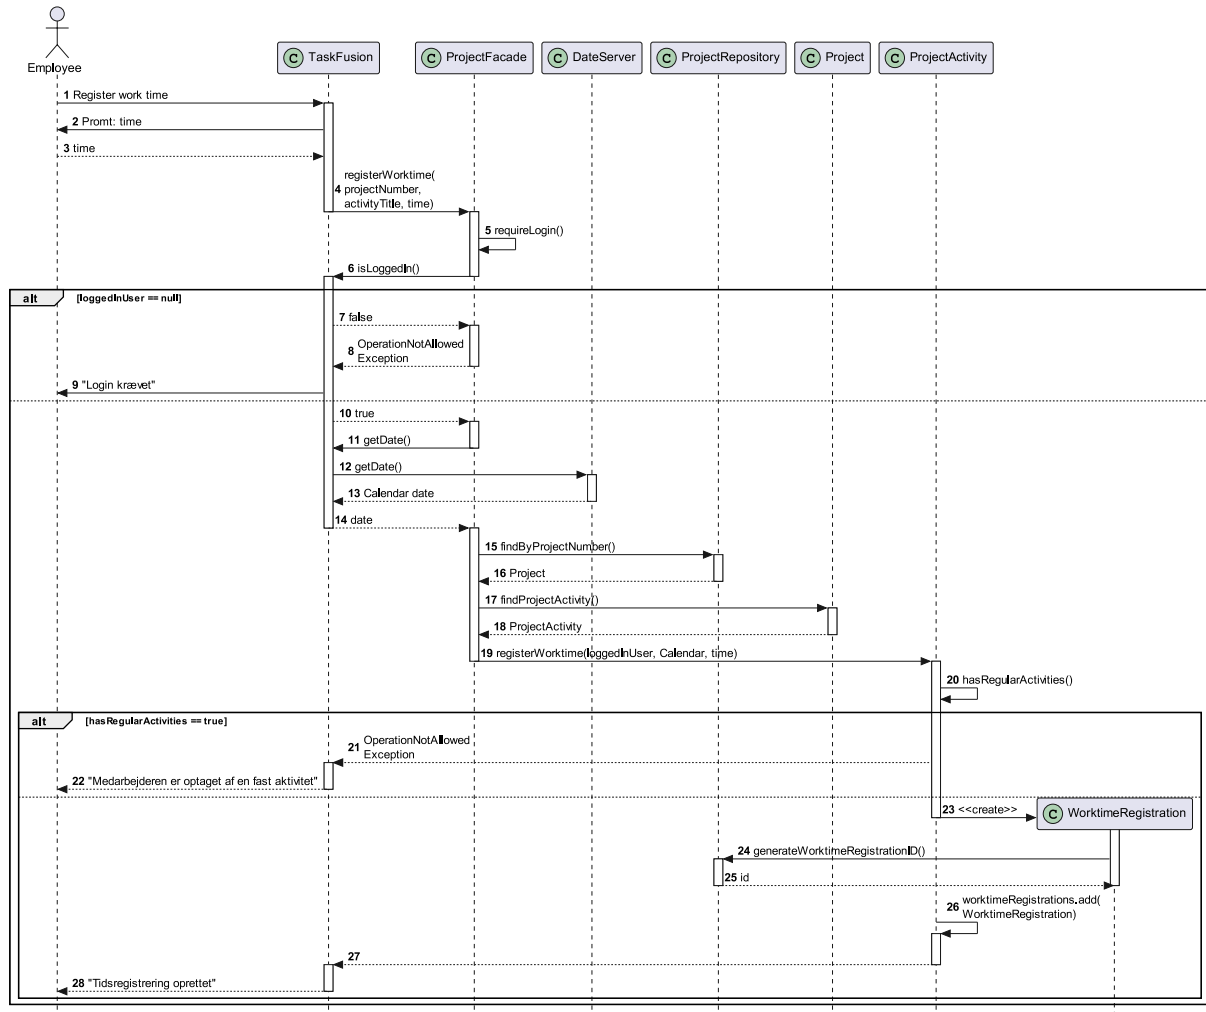 Employee
C TaskFusion
C ProjectFacade
C DateServer
C ProjectRepository
C Project
C ProjectActivity
1 Register work time
2 Promt: time
3 time
registerWorktime(
4 projectNumber,
activityTitle, time)
5 requireLogin()
6 isLoggedIn()
alt [loggedInUser == null]
7 false
OperationNotAllowed
8 Exception
9 "Login krævet"
10 true
11 getDate()
12 getDate()
13 Calendar date
14 date
15 findByProjectNumber()
16 Project
17 findProjectActivity()
18 ProjectActivity
19 registerWorktime(loggedInUser, Calendar, time)
20 hasRegularActivities()
alt [hasRegularActivities == true]
OperationNotAllowed
21 Exception
22 "Medarbejderen er optaget af en fast aktivitet"
23 <<create>>
C WorktimeRegistration
24 generateWorktimeRegistrationID()
25 id
worktimeRegistrations.add(
26 WorktimeRegistration)
27
28 "Tidsregistrering oprettet"